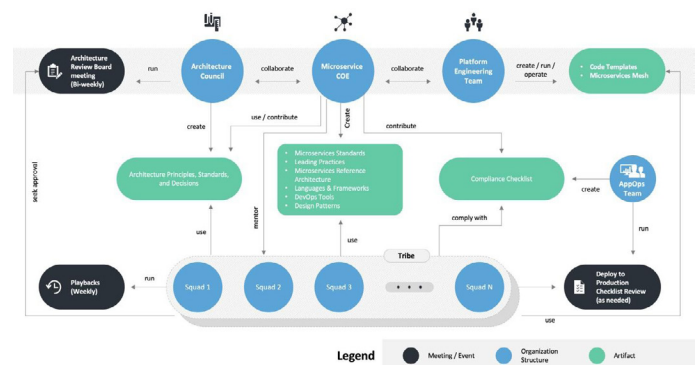 Architecture
Review Board
meeting
(Bi-weekly)
run
Architecture
Council
collaborate
Microservice
COE
collaborate
Platform
Engineering
Team
create / run /
operate
Code Templates
Microservices Mesh
create
use / contribute
Create
contribute
seek approval
Architecture Principles, Standards,
and Decisions
Microservices Standards
Leading Practices
Microservices Reference
Architecture
Languages & Frameworks
DevOps Tools
Design Patterns
Compliance Checklist
create
AppOps
Team
use
mentor
use
comply with
run
Tribe
Playbacks
(Weekly)
run
Squad 1
Squad 2
Squad 3
Squad N
Deploy to
Production
Checklist Review
(as needed)
use
Legend
Meeting / Event
Organization
Structure
Artifact